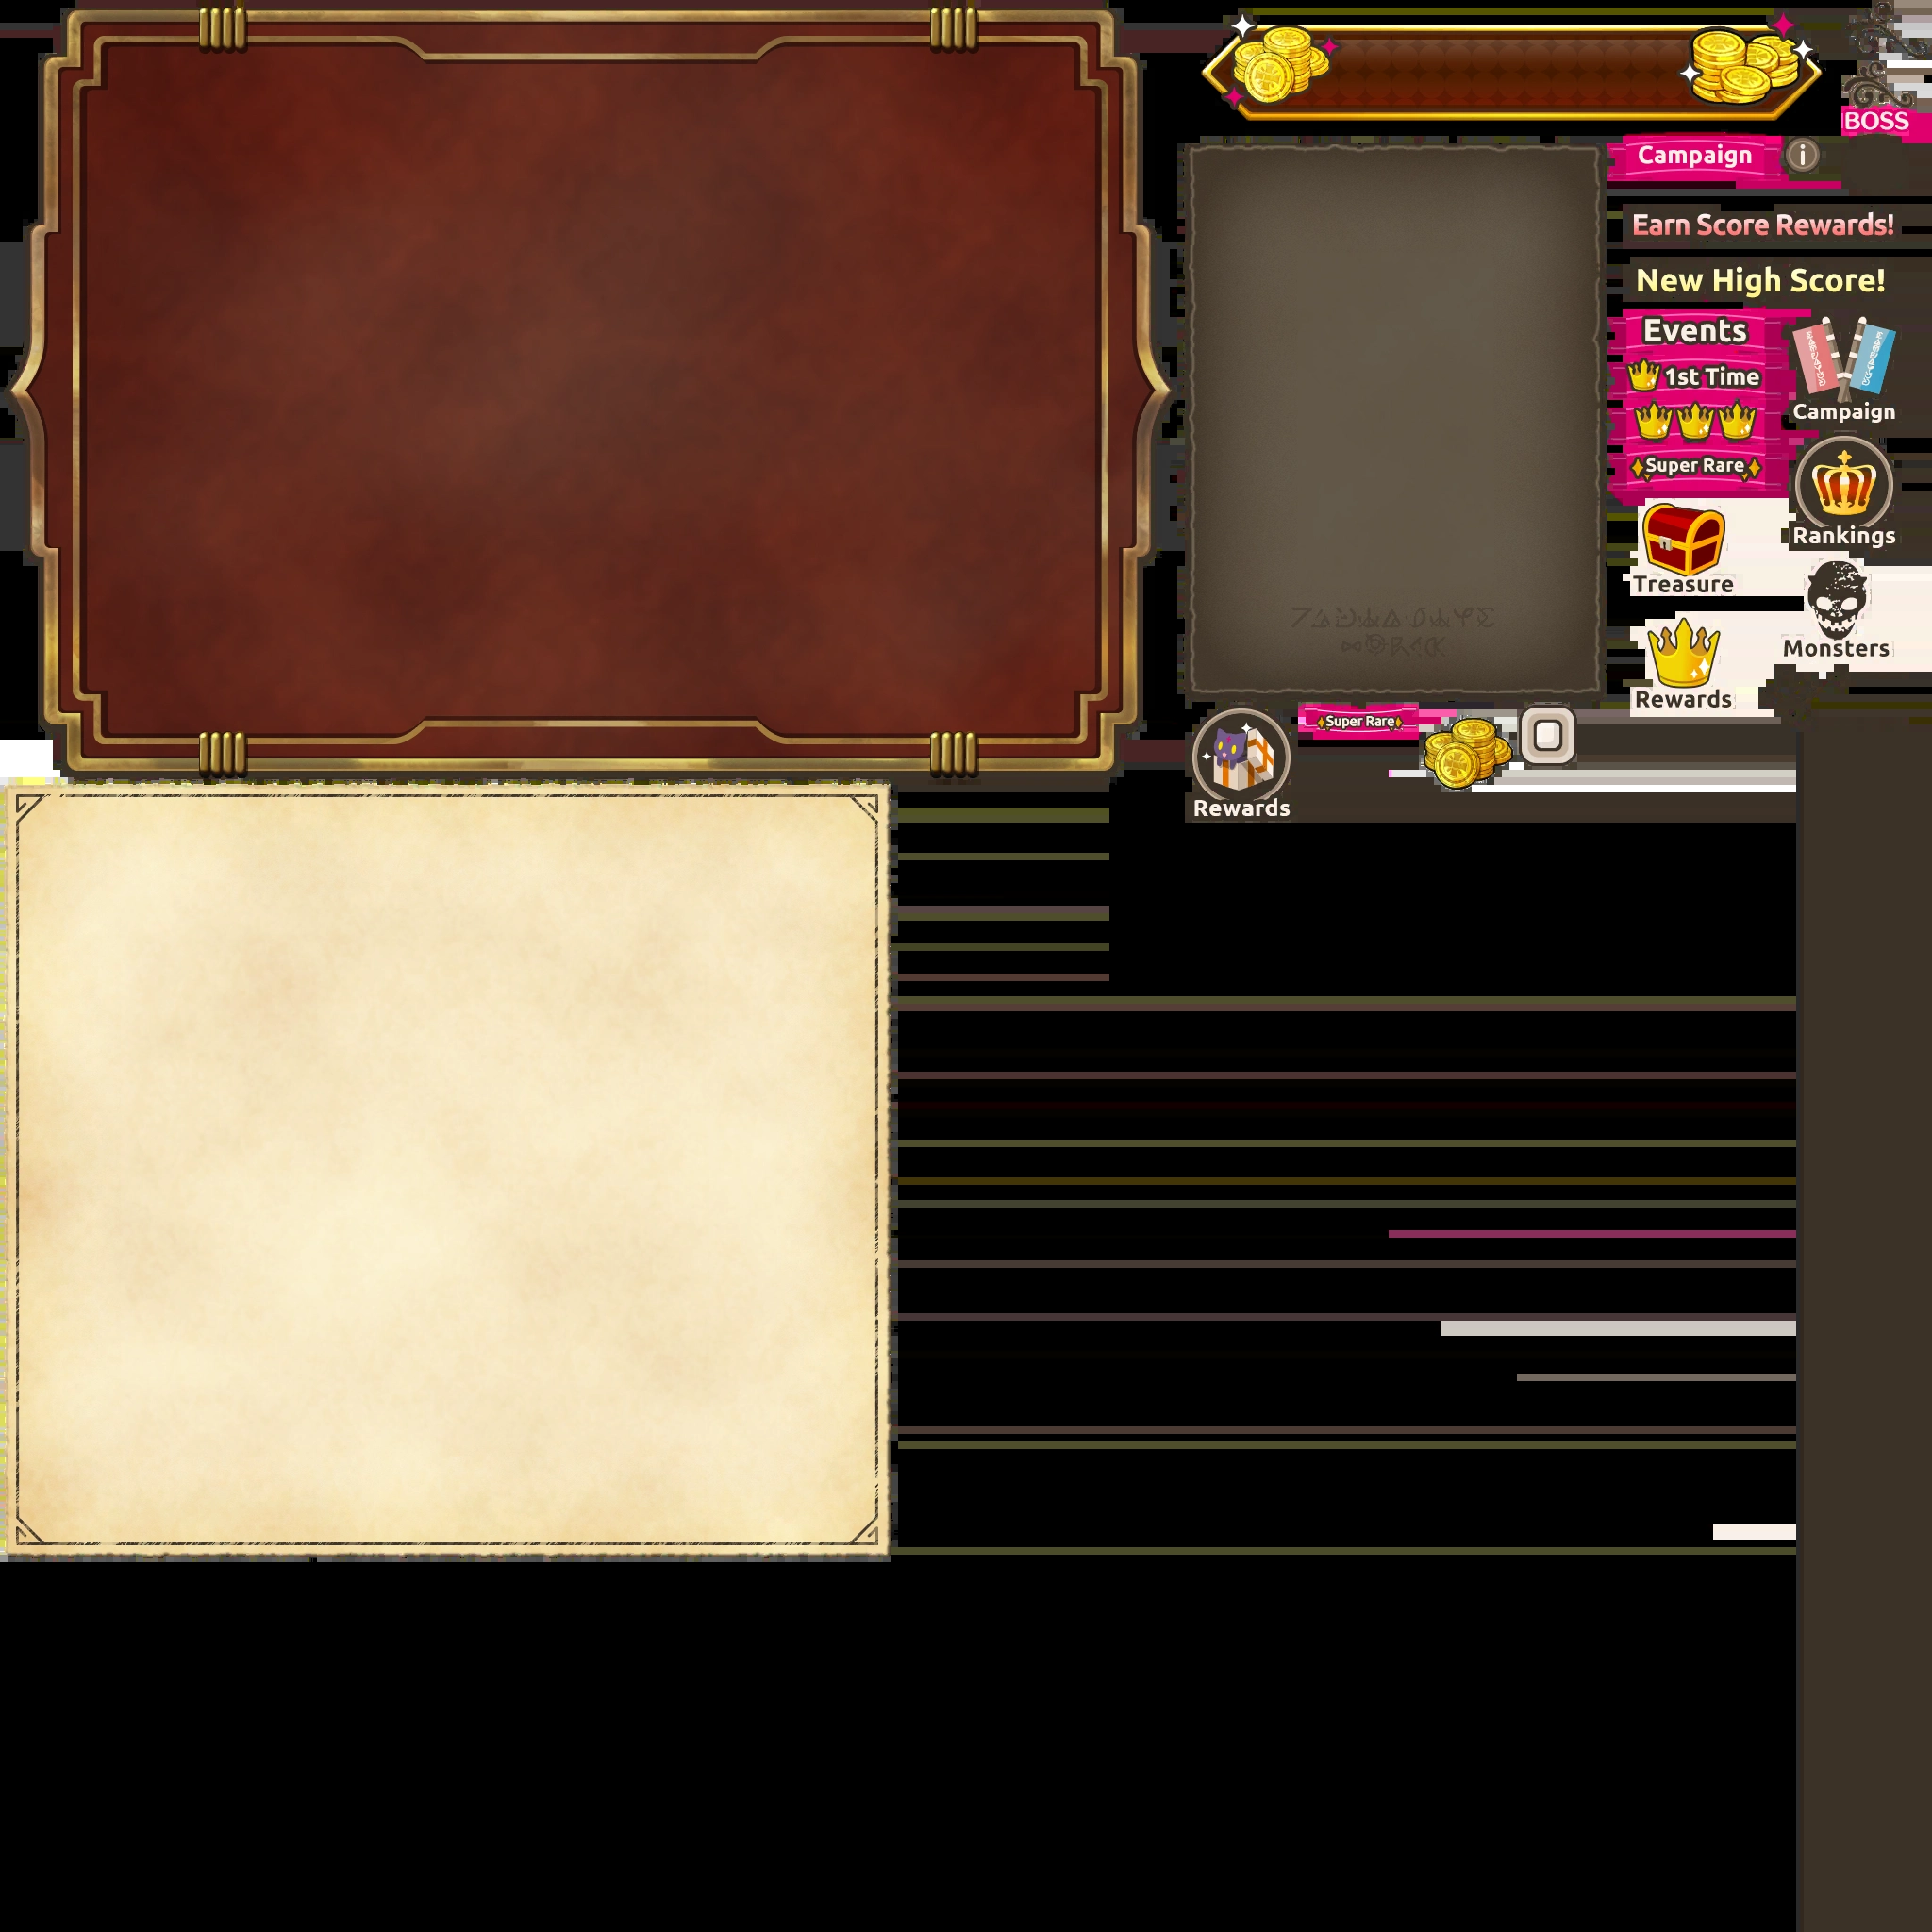 BOSS
Campaign
i
Earn Score Rewards!
New High Score!
Events
1st Time
Campaign
Super Rare
Rankings
Treasure
Monsters
Rewards
Super Rare
Rewards